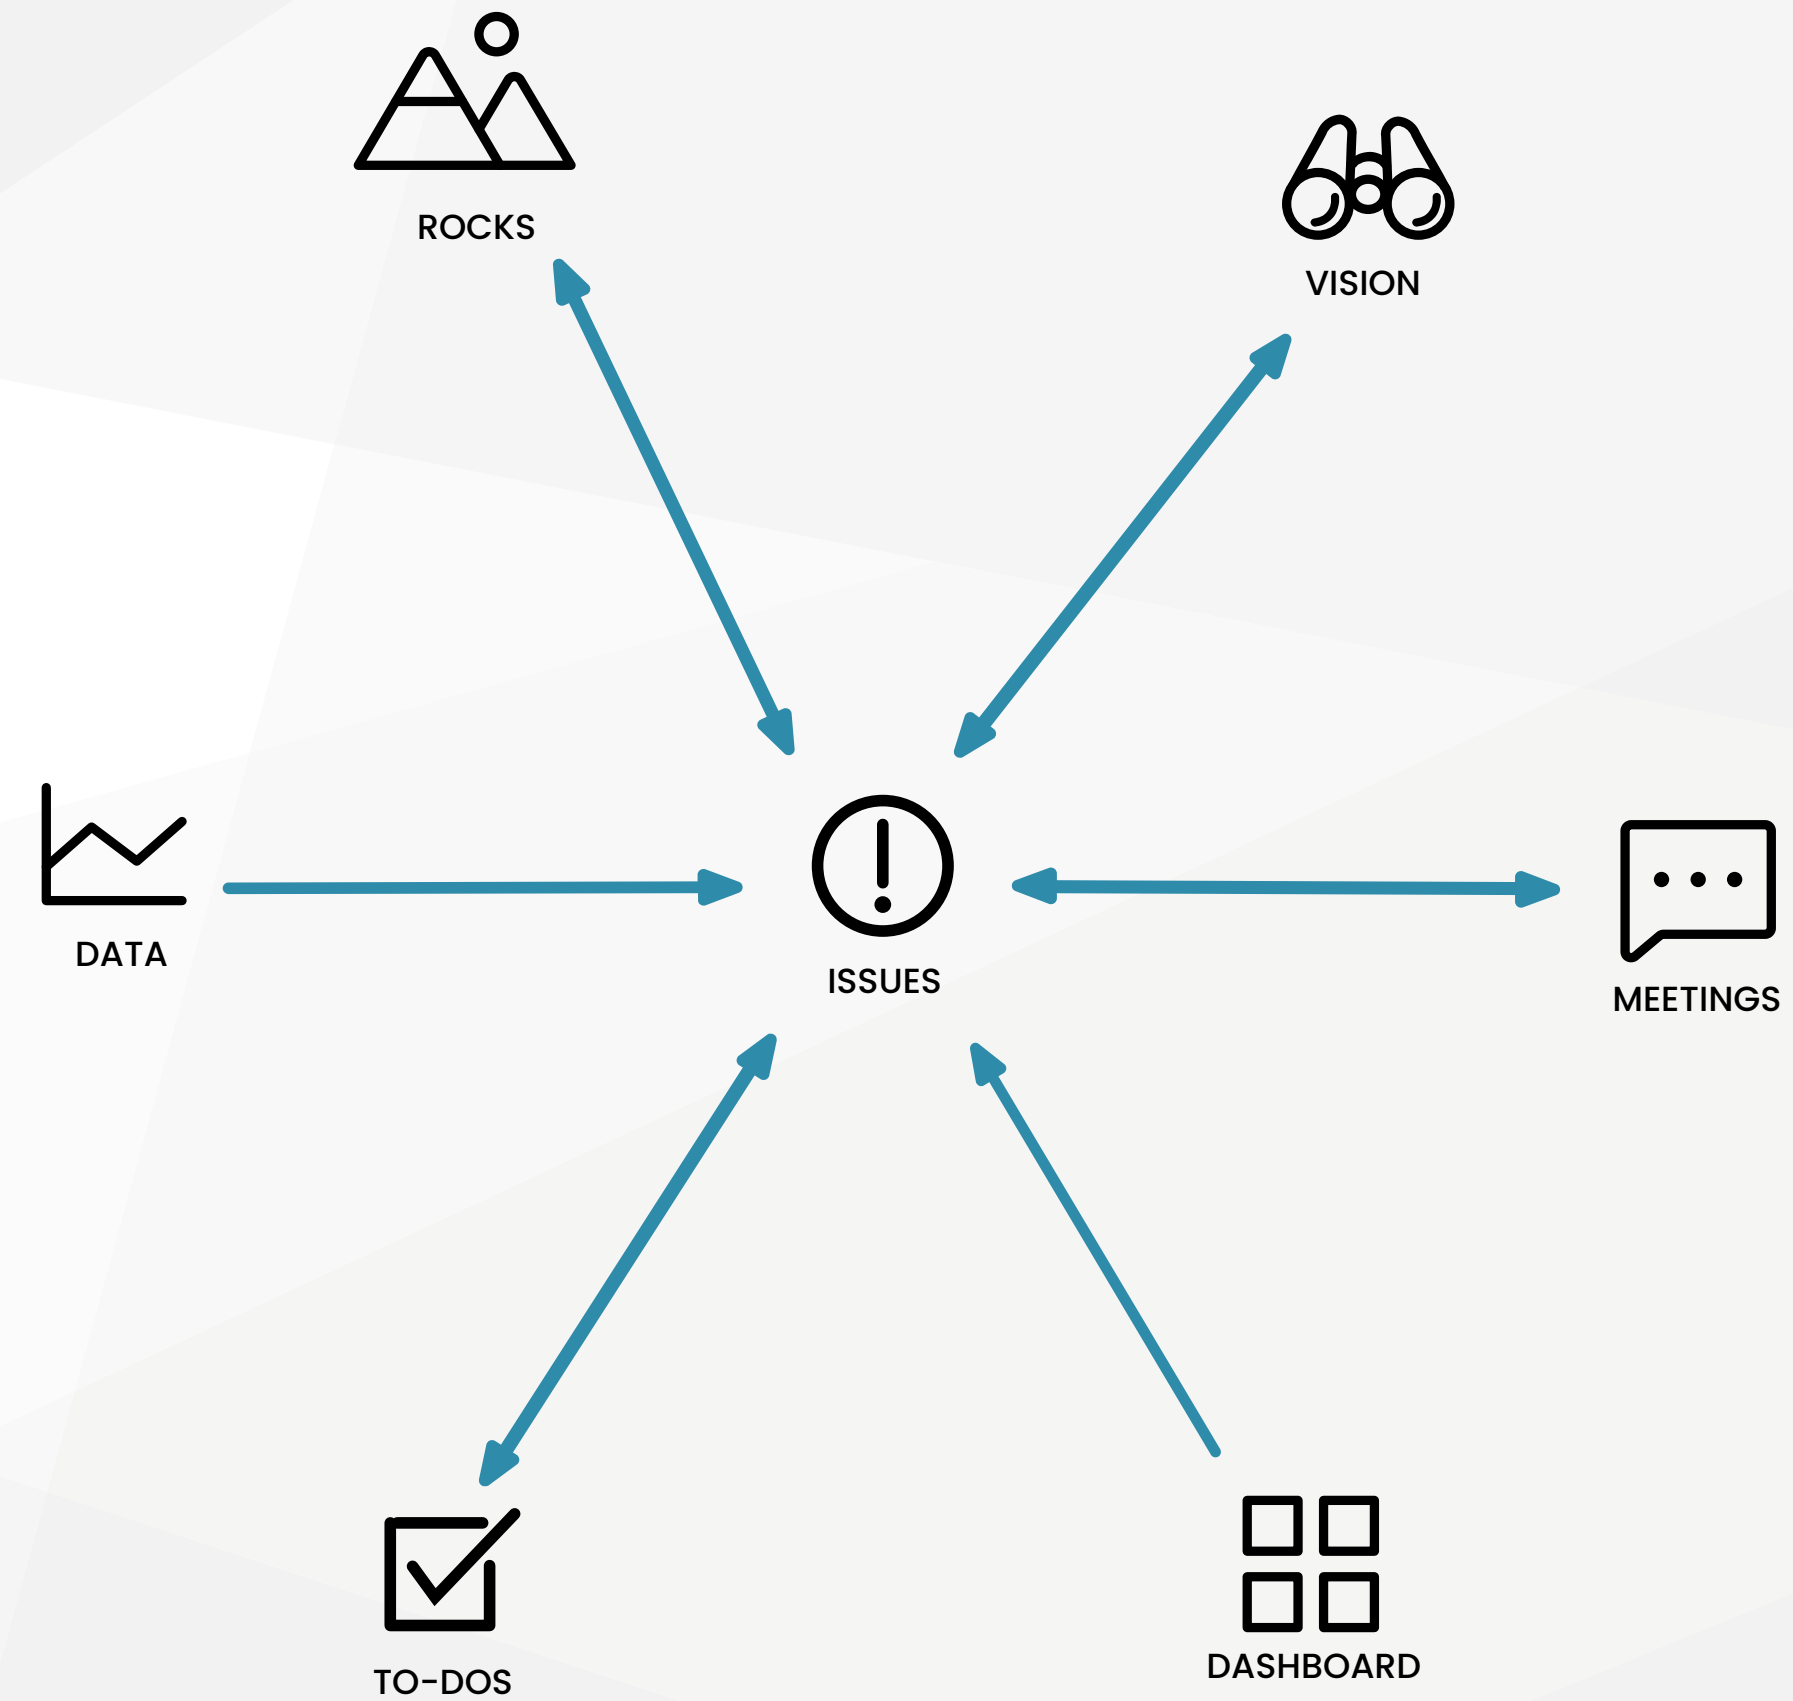 ROCKS
VISION
DATA
ISSUES
MEETINGS
TO-DOS
DASHBOARD